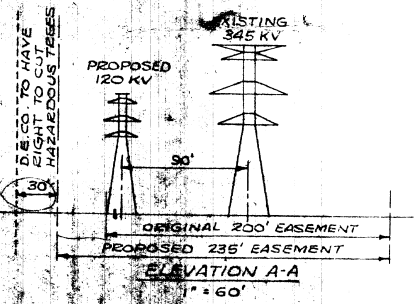 EXISTING
345 KV
PROPOSED
120 KV
D.E.CO. TO HAVE
RIGHT TO CUT
HAZARDOUS TREES
90'
30'
ORIGINAL 200' EASEMENT
PROPOSED 235' EASEMENT
ELEVATION A-A
1" = 60'